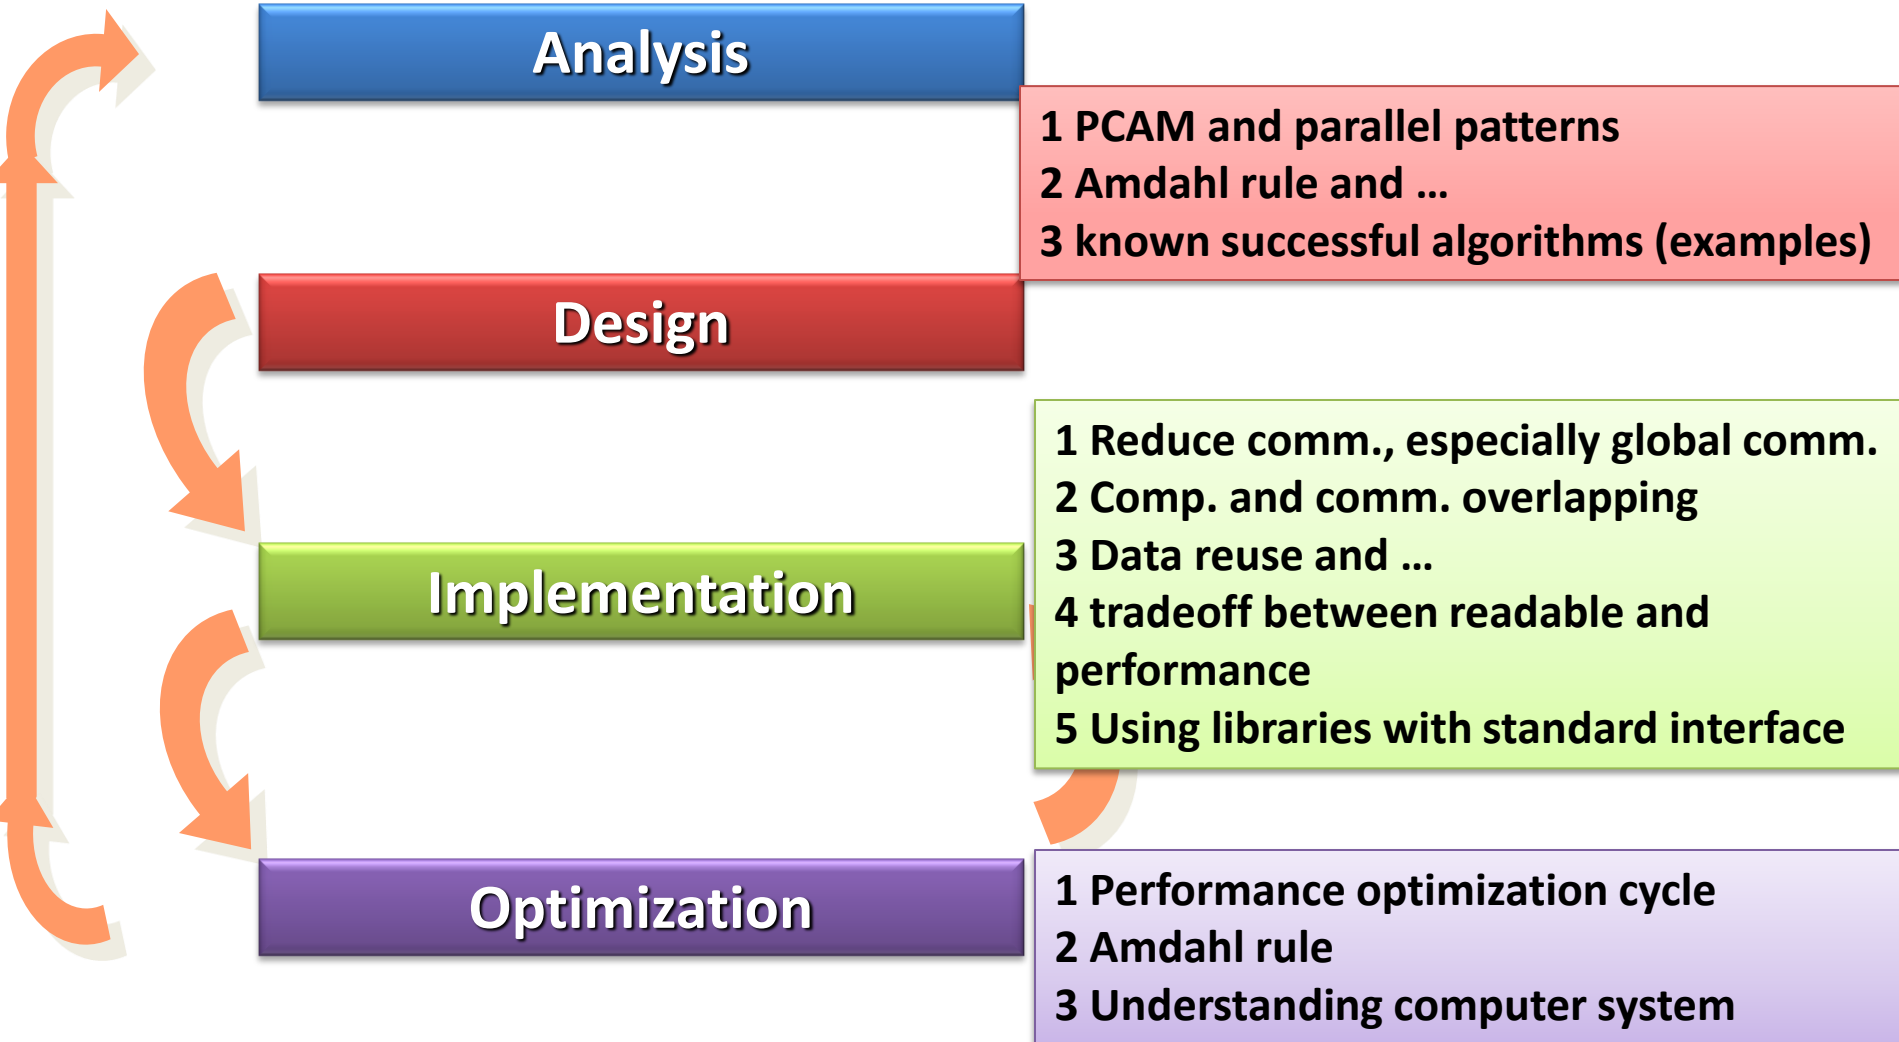 Analysis
1 PCAM and parallel patterns
2 Amdahl rule and ...
3 known successful algorithms (examples)
Design
1 Reduce comm., especially global comm.
2 Comp. and comm. overlapping
3 Data reuse and ...
4 tradeoff between readable and
performance
5 Using libraries with standard interface
Implementation
Optimization
1 Performance optimization cycle
2 Amdahl rule
3 Understanding computer system